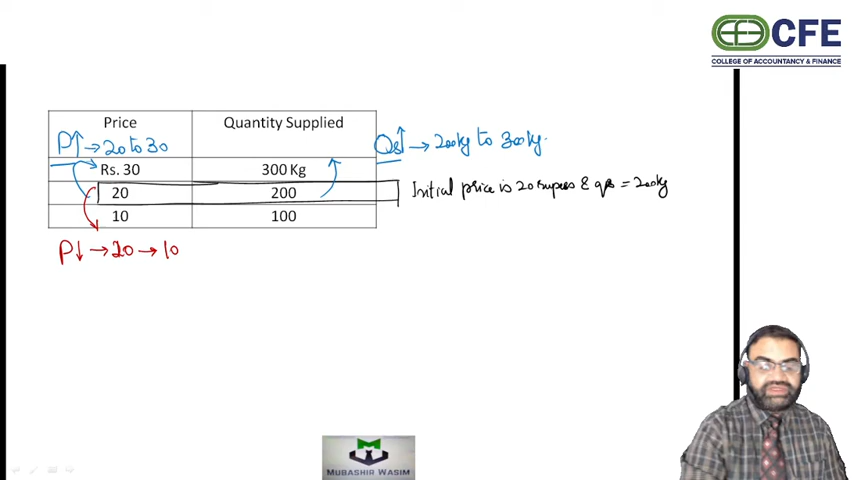 CFE
COLLEGE OF ACCOUNTANCY & FINANCE
Price Quantity Supplied
P↑ → 20 to 30 Qs↑ → 200kg to 300kg.
Rs. 30 300 Kg
20 200 Initial price is 20 rupees & qs = 200kg
10 100
P↓ → 20 → 10
MUBASHIR WASIM